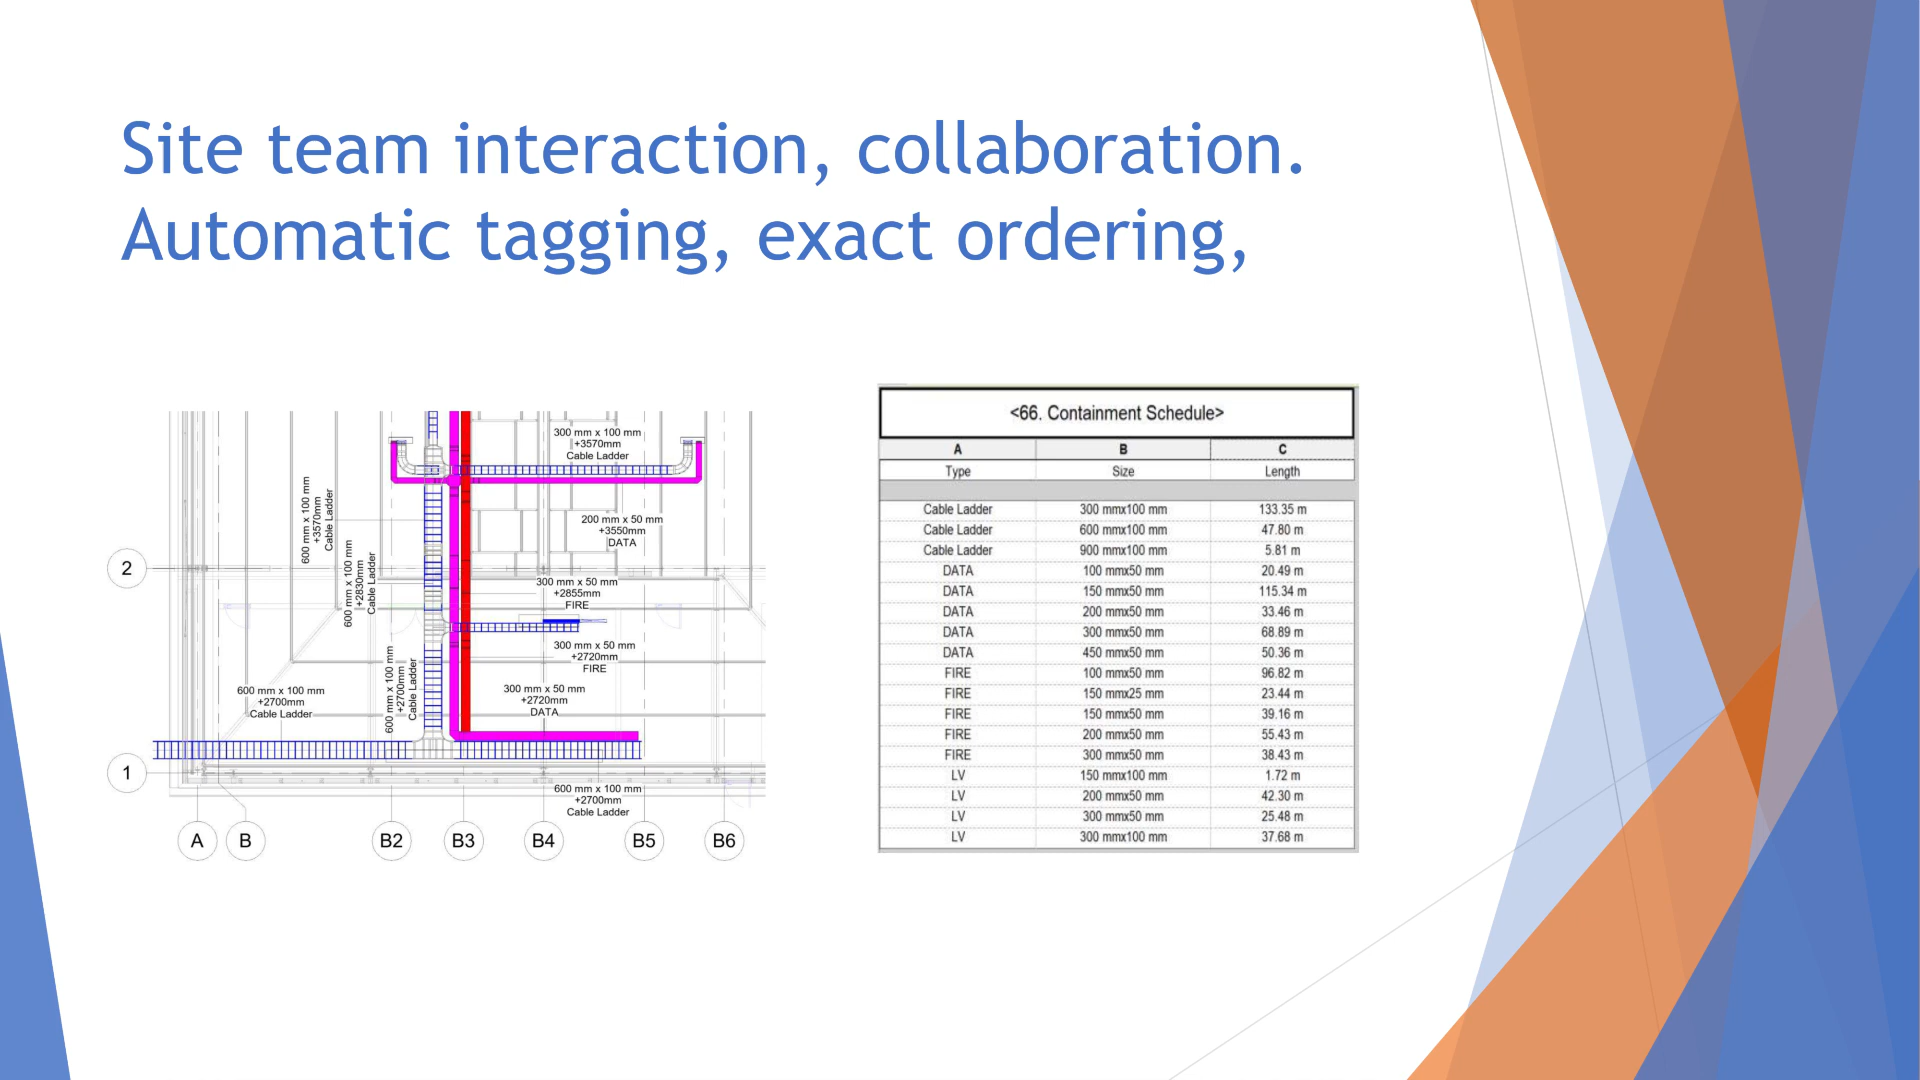 Site team interaction, collaboration.
Automatic tagging, exact ordering,
300 mm x 100 mm
+3570mm
Cable Ladder
600 mm x 100 mm
+3570mm
Cable Ladder
200 mm x 50 mm
+3550mm
DATA
600 mm x 100 mm
+2830mm
Cable Ladder
300 mm x 50 mm
+2855mm
FIRE
300 mm x 50 mm
+2720mm
FIRE
600 mm x 100 mm
+2700mm
Cable Ladder
600 mm x 100 mm
+2700mm
Cable Ladder
300 mm x 50 mm
+2720mm
DATA
600 mm x 100 mm
+2700mm
Cable Ladder
2
1
A B B2 B3 B4 B5 B6
<66. Containment Schedule>
A B C
Type Size Length
Cable Ladder 300 mmx100 mm 133.35 m
Cable Ladder 600 mmx100 mm 47.80 m
Cable Ladder 900 mmx100 mm 5.81 m
DATA 100 mmx50 mm 20.49 m
DATA 150 mmx50 mm 115.34 m
DATA 200 mmx50 mm 33.46 m
DATA 300 mmx50 mm 68.89 m
DATA 450 mmx50 mm 50.36 m
FIRE 100 mmx50 mm 96.82 m
FIRE 150 mmx25 mm 23.44 m
FIRE 150 mmx50 mm 39.16 m
FIRE 200 mmx50 mm 55.43 m
FIRE 300 mmx50 mm 38.43 m
LV 150 mmx100 mm 1.72 m
LV 200 mmx50 mm 42.30 m
LV 300 mmx50 mm 25.48 m
LV 300 mmx100 mm 37.68 m